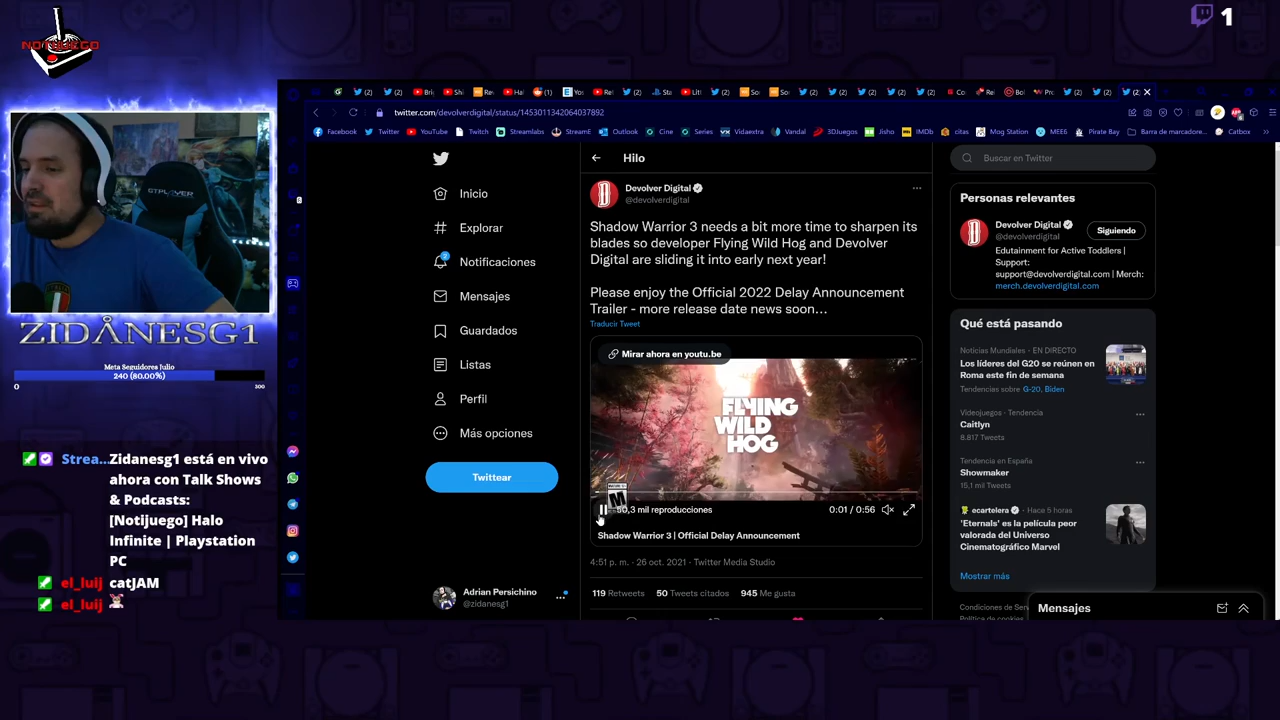 1
NOTIJUEGO
twitter.com/devolverdigital/status/1453011342064037892
Facebook
Twitter
YouTube
Twitch
Streamlabs
StreamE
Outlook
Cine
Series
Vidaextra
Vandal
3DJuegos
Jisho
IMDb
citas
Mog Station
MEE6
Pirate Bay
Barra de marcadore...
Catbox
Hilo
Buscar en Twitter
Inicio
Explorar
2
Notificaciones
Mensajes
Guardados
Listas
Perfil
Más opciones
Twittear
Adrian Persichino
@zidanesg1
Devolver Digital
@devolverdigital
Shadow Warrior 3 needs a bit more time to sharpen its
blades so developer Flying Wild Hog and Devolver
Digital are sliding it into early next year!
Please enjoy the Official 2022 Delay Announcement
Trailer - more release date news soon…
Traducir Tweet
Mirar ahora en youtu.be
FLYING
WILD
HOG
M
0,3 mil reproducciones
0:01 / 0:56
Shadow Warrior 3 | Official Delay Announcement
4:51 p. m. · 26 oct. 2021 · Twitter Media Studio
119 Retweets 50 Tweets citados 945 Me gusta
Personas relevantes
Devolver Digital
@devolverdigital
Siguiendo
Edutainment for Active Toddlers |
Support:
support@devolverdigital.com | Merch:
merch.devolverdigital.com
Qué está pasando
Noticias Mundiales · EN DIRECTO
Los líderes del G20 se reúnen en
Roma este fin de semana
Tendencias sobre G-20, Biden
Videojuegos · Tendencia
Caitlyn
8.817 Tweets
Tendencia en España
Showmaker
15,1 mil Tweets
ecartelera · Hace 5 horas
'Eternals' es la película peor
valorada del Universo
Cinematográfico Marvel
Mostrar más
Mensajes
GTPLAYER
ZIDÅNESG1
Meta Seguidores Julio
240 (80.00%)
0
300
Strea... Zidanesg1 está en vivo
ahora con Talk Shows
& Podcasts:
[Notijuego] Halo
Infinite | Playstation
PC
el_luij catJAM
el_luij